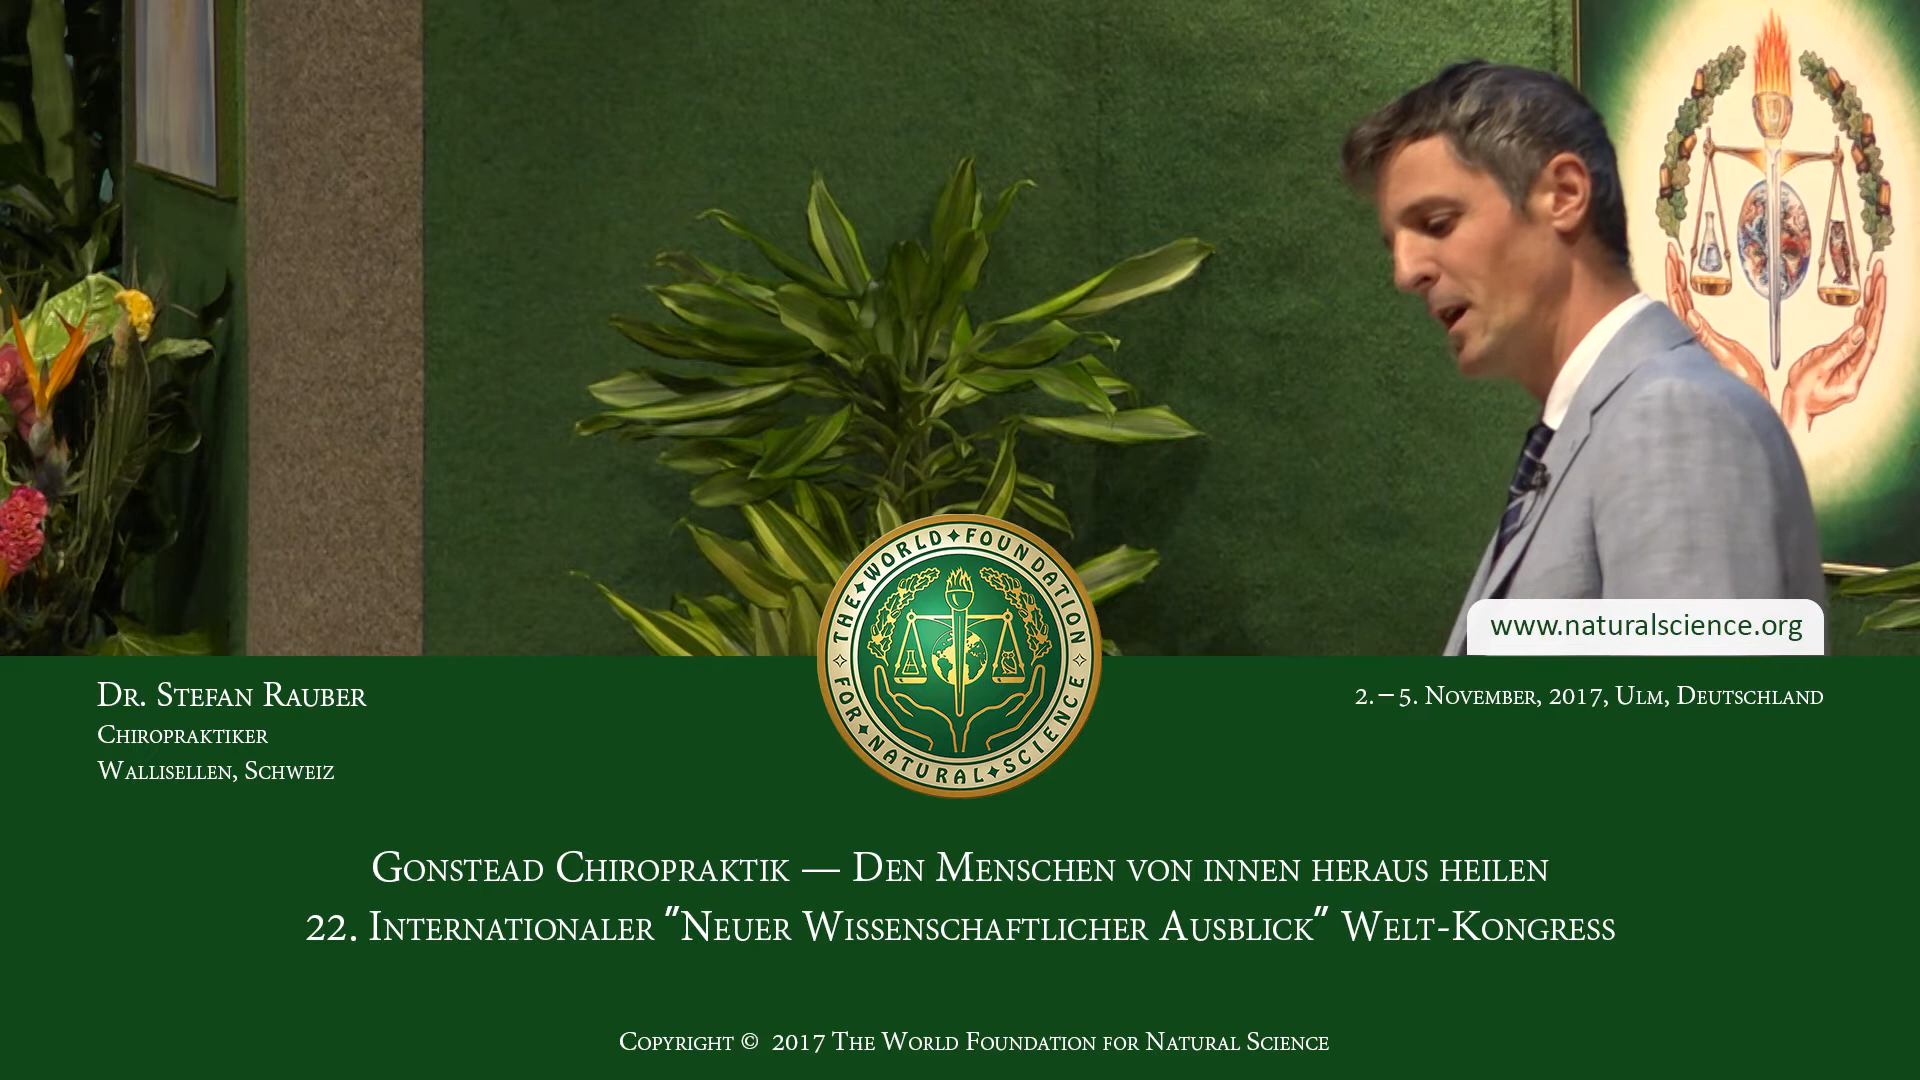 www.naturalscience.org
THE WORLD FOUNDATION
FOR NATURAL SCIENCE
Dr. Stefan Rauber
Chiropraktiker
Wallisellen, Schweiz
2.–5. November, 2017, Ulm, Deutschland
Gonstead Chiropraktik — Den Menschen von innen heraus heilen
22. Internationaler "Neuer Wissenschaftlicher Ausblick" Welt-Kongress
Copyright © 2017 The World Foundation for Natural Science